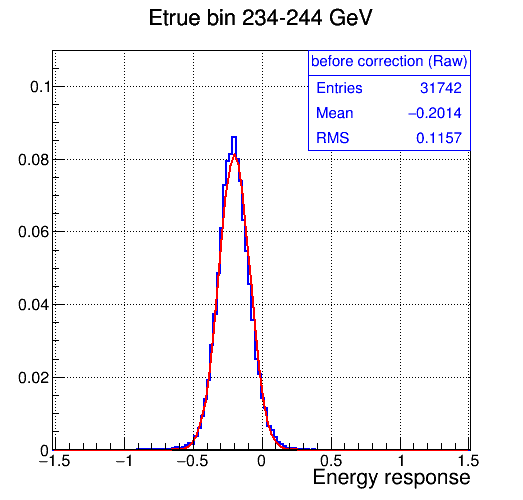 Etrue bin 234-244 GeV
before correction (Raw)
Entries 31742
Mean −0.2014
RMS 0.1157
0.1
0.08
0.06
0.04
0.02
0
−1.5 −1 −0.5 0 0.5 1 1.5
Energy response